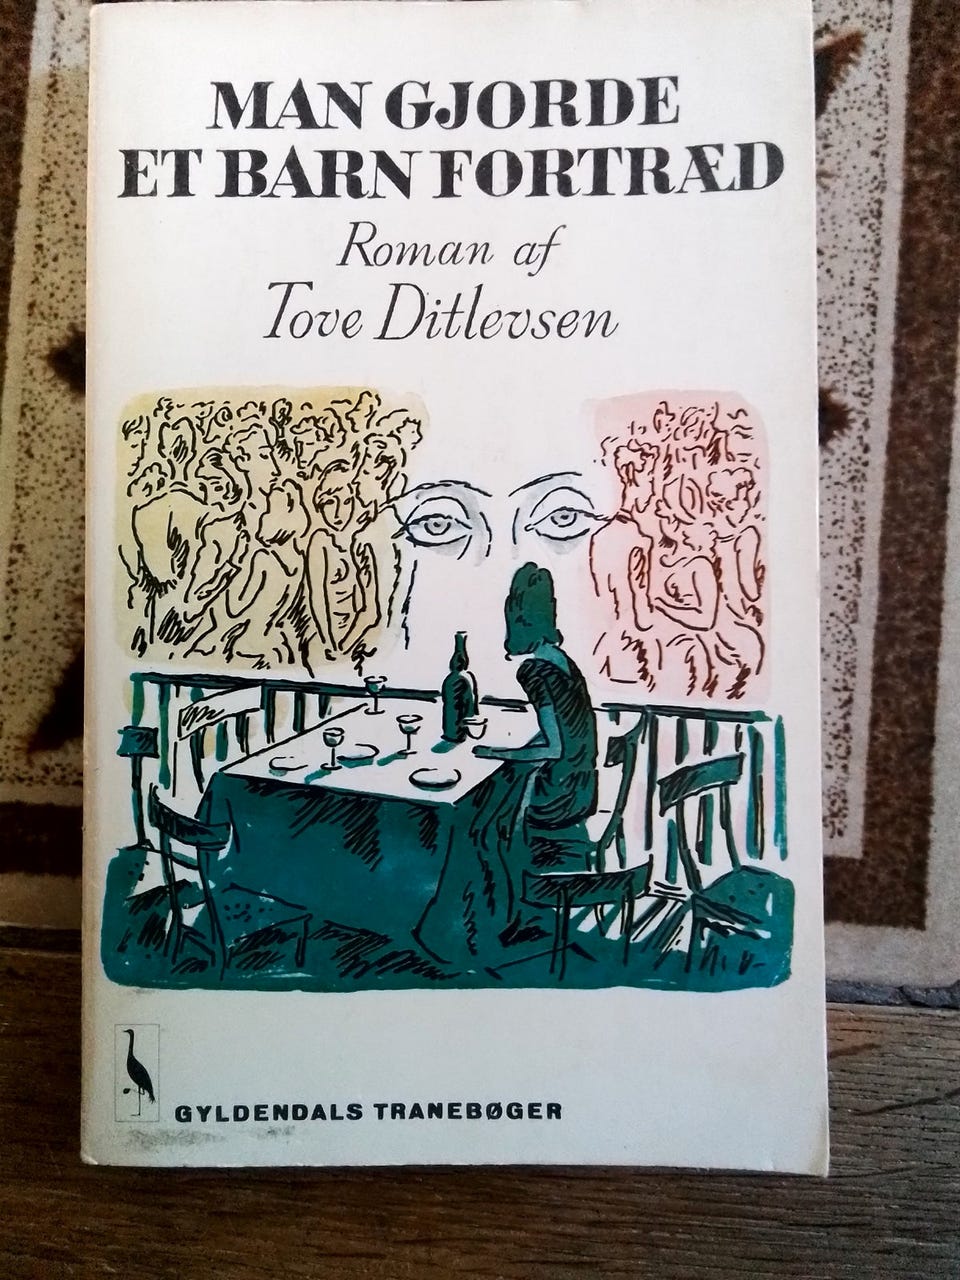 MAN GJORDE
ET BARN FORTRÆD
Roman af
Tove Ditlevsen
GYLDENDALS TRANEBØGER